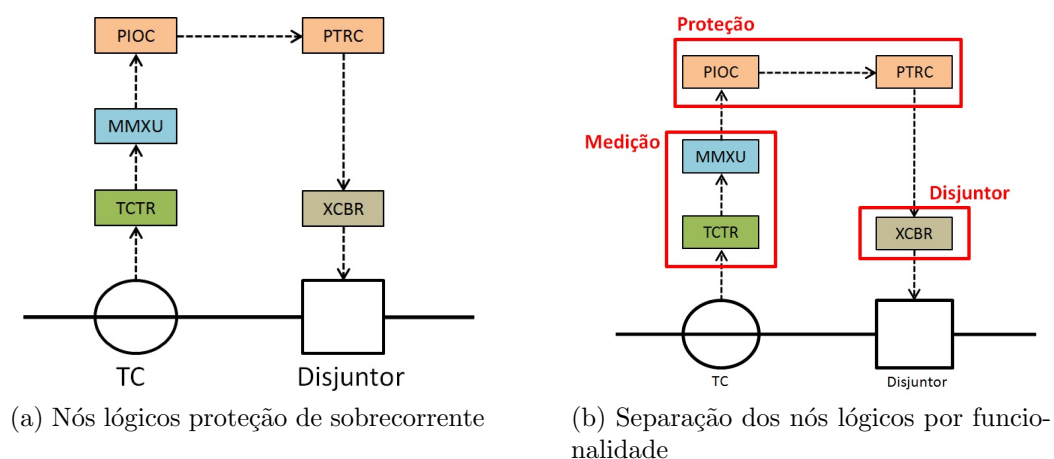 PIOC
PTRC
MMXU
TCTR
XCBR
TC
Disjuntor
(a) Nós lógicos proteção de sobrecorrente
Proteção
PIOC
PTRC
Medição
MMXU
Disjuntor
TCTR
XCBR
TC
Disjuntor
(b) Separação dos nós lógicos por funcio-
nalidade